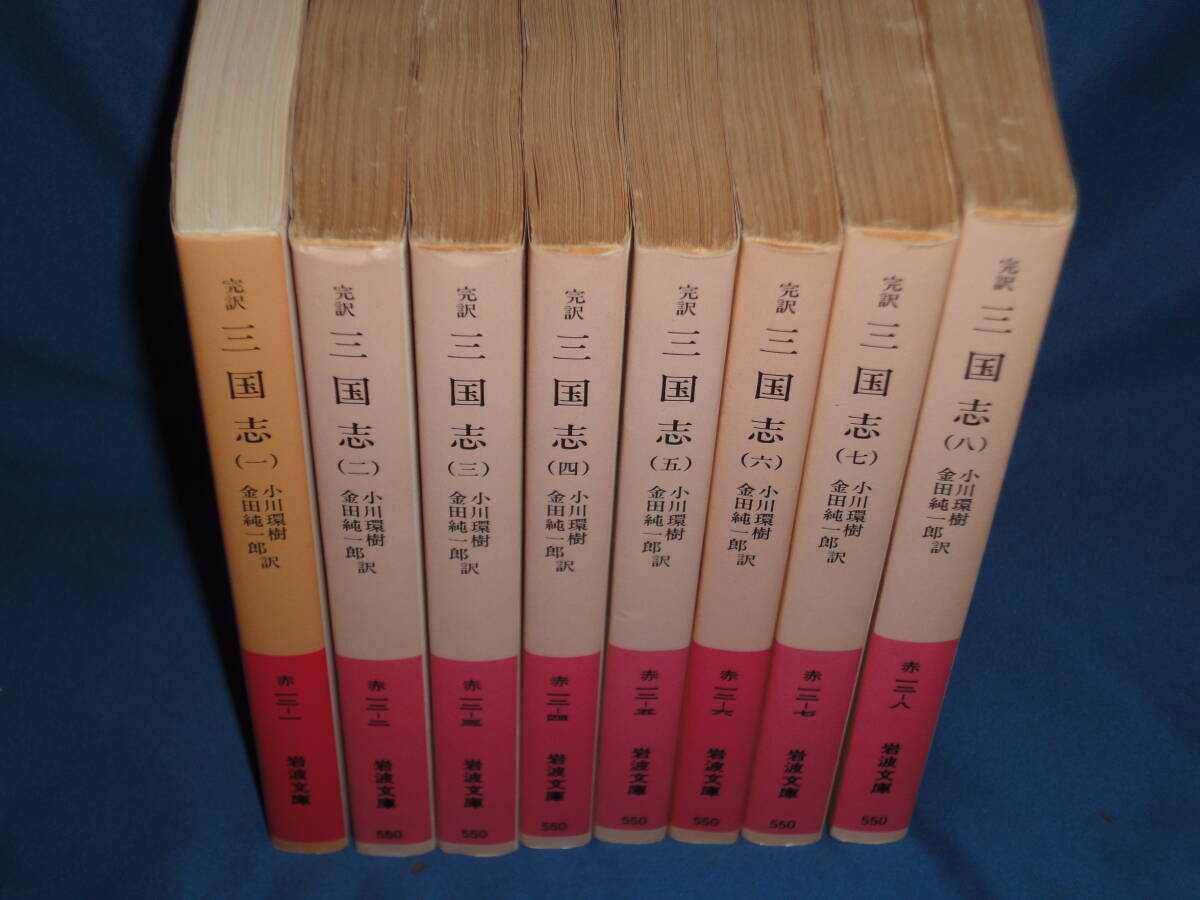 完訳
三国志
(一)
小川環樹
金田純一郎
訳
赤
一二-一
岩波文庫
完訳
三国志
(二)
小川環樹
金田純一郎
訳
赤
一二-二
岩波文庫
550
完訳
三国志
(三)
小川環樹
金田純一郎
訳
赤
一二-三
岩波文庫
550
完訳
三国志
(四)
小川環樹
金田純一郎
訳
赤
一二-四
岩波文庫
550
完訳
三国志
(五)
小川環樹
金田純一郎
訳
赤
一二-五
岩波文庫
550
完訳
三国志
(六)
小川環樹
金田純一郎
訳
赤
一二-六
岩波文庫
550
完訳
三国志
(七)
小川環樹
金田純一郎
訳
赤
一二-七
岩波文庫
550
完訳
三国志
(八)
小川環樹
金田純一郎
訳
赤
一二-八
岩波文庫
550